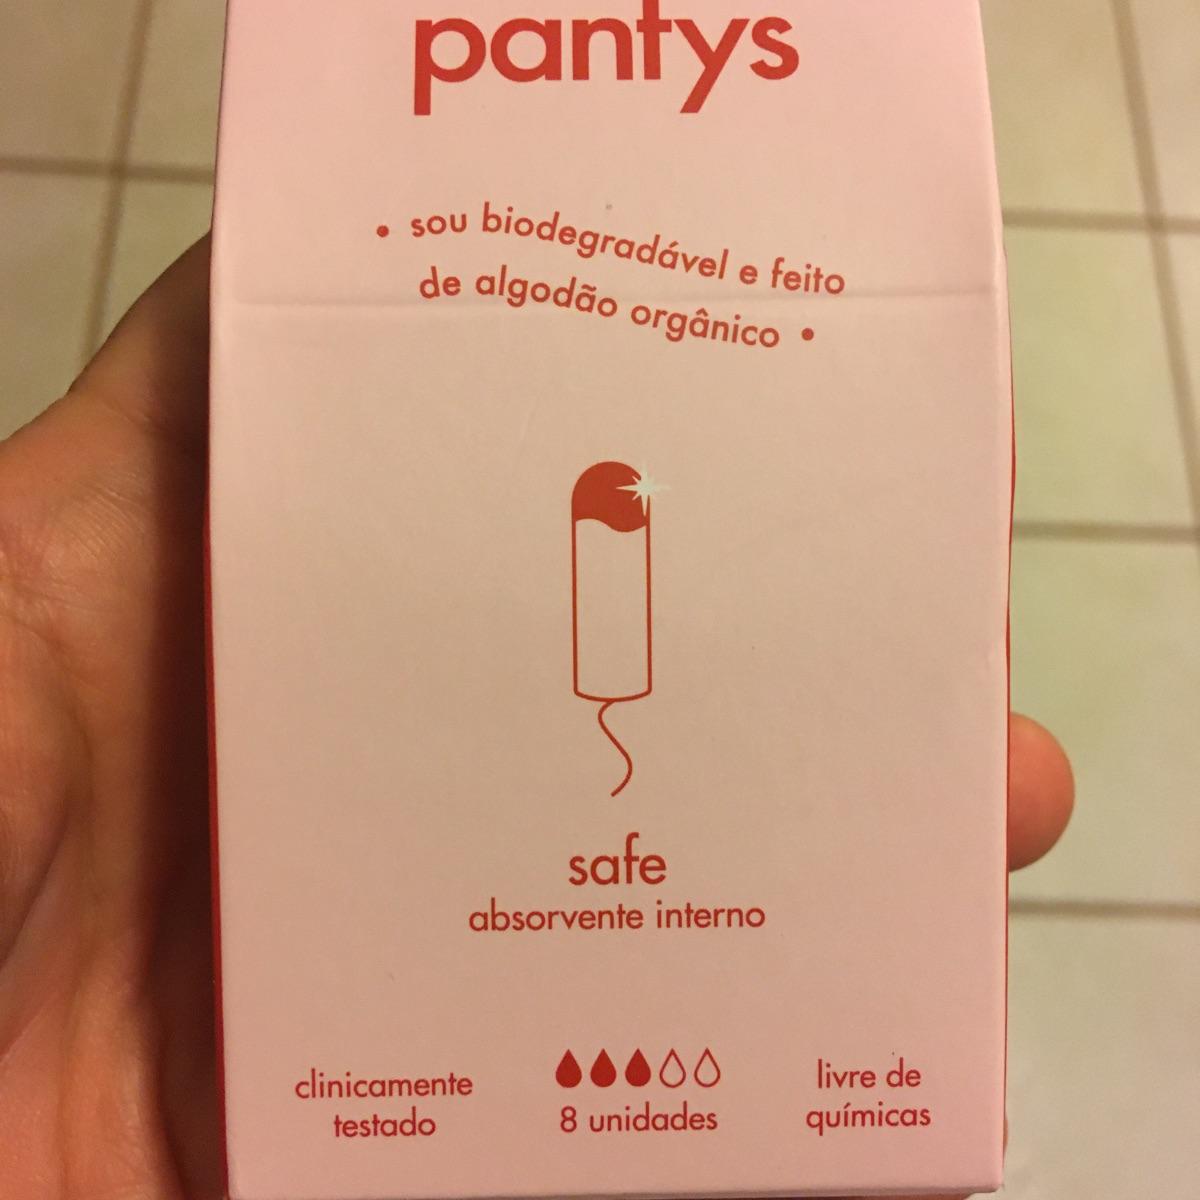 pantys
• sou biodegradável e feito
de algodão orgânico •
safe
absorvente interno
clinicamente
testado
8 unidades
livre de
químicas